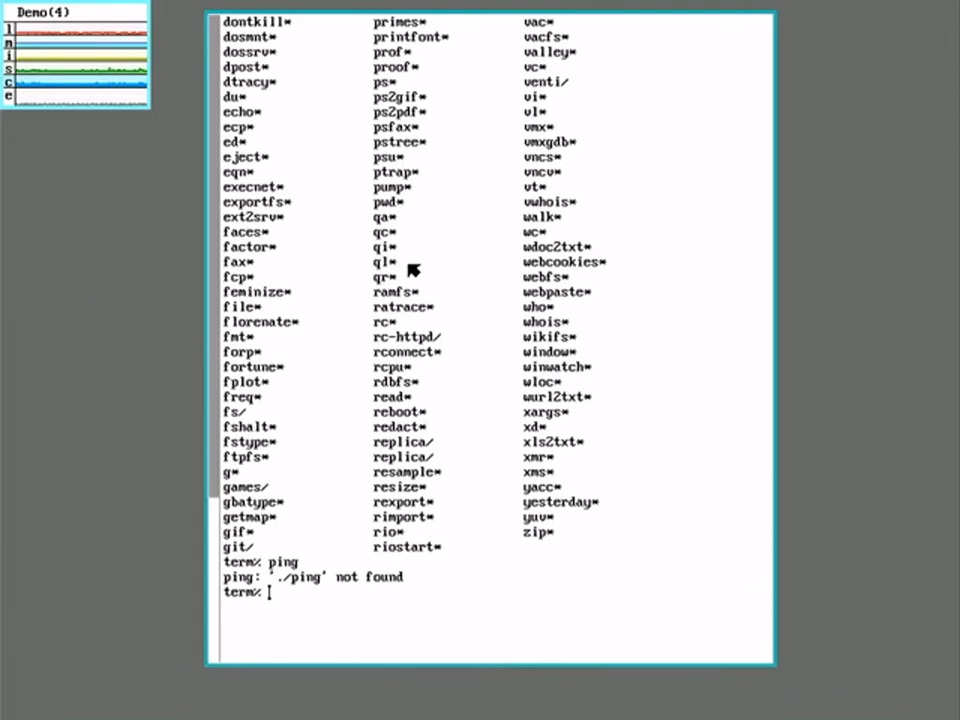 Demo(4)
l
m
i
s
c
e
dontkill* primes* vac*
dosmnt* printfont* vacfs*
dossrv* prof* valley*
dpost* proof* vc*
dtracy* ps* venti/
du* ps2gif* vi*
echo* ps2pdf* vl*
ecp* psfax* vmx*
ed* pstree* vmxgdb*
eject* psu* vncs*
eqn* ptrap* vncv*
execnet* pump* vt*
exportfs* pwd* vwhois*
ext2srv* qa* walk*
faces* qc* wc*
factor* qi* wdoc2txt*
fax* ql* webcookies*
fcp* qr* webfs*
feminize* ramfs* webpaste*
file* ratrace* who*
florenate* rc* whois*
fmt* rc-httpd/ wikifs*
forp* rconnect* window*
fortune* rcpu* winwatch*
fplot* rdbfs* wloc*
freq* read* wurl2txt*
fs/ reboot* xargs*
fshalt* redact* xd*
fstype* replica/ xls2txt*
ftpfs* replica/ xmr*
g* resample* xms*
games/ resize* yacc*
gbatype* rexport* yesterday*
getmap* rimport* yuv*
gif* rio* zip*
git/ riostart*
term% ping
ping: './ping' not found
term%